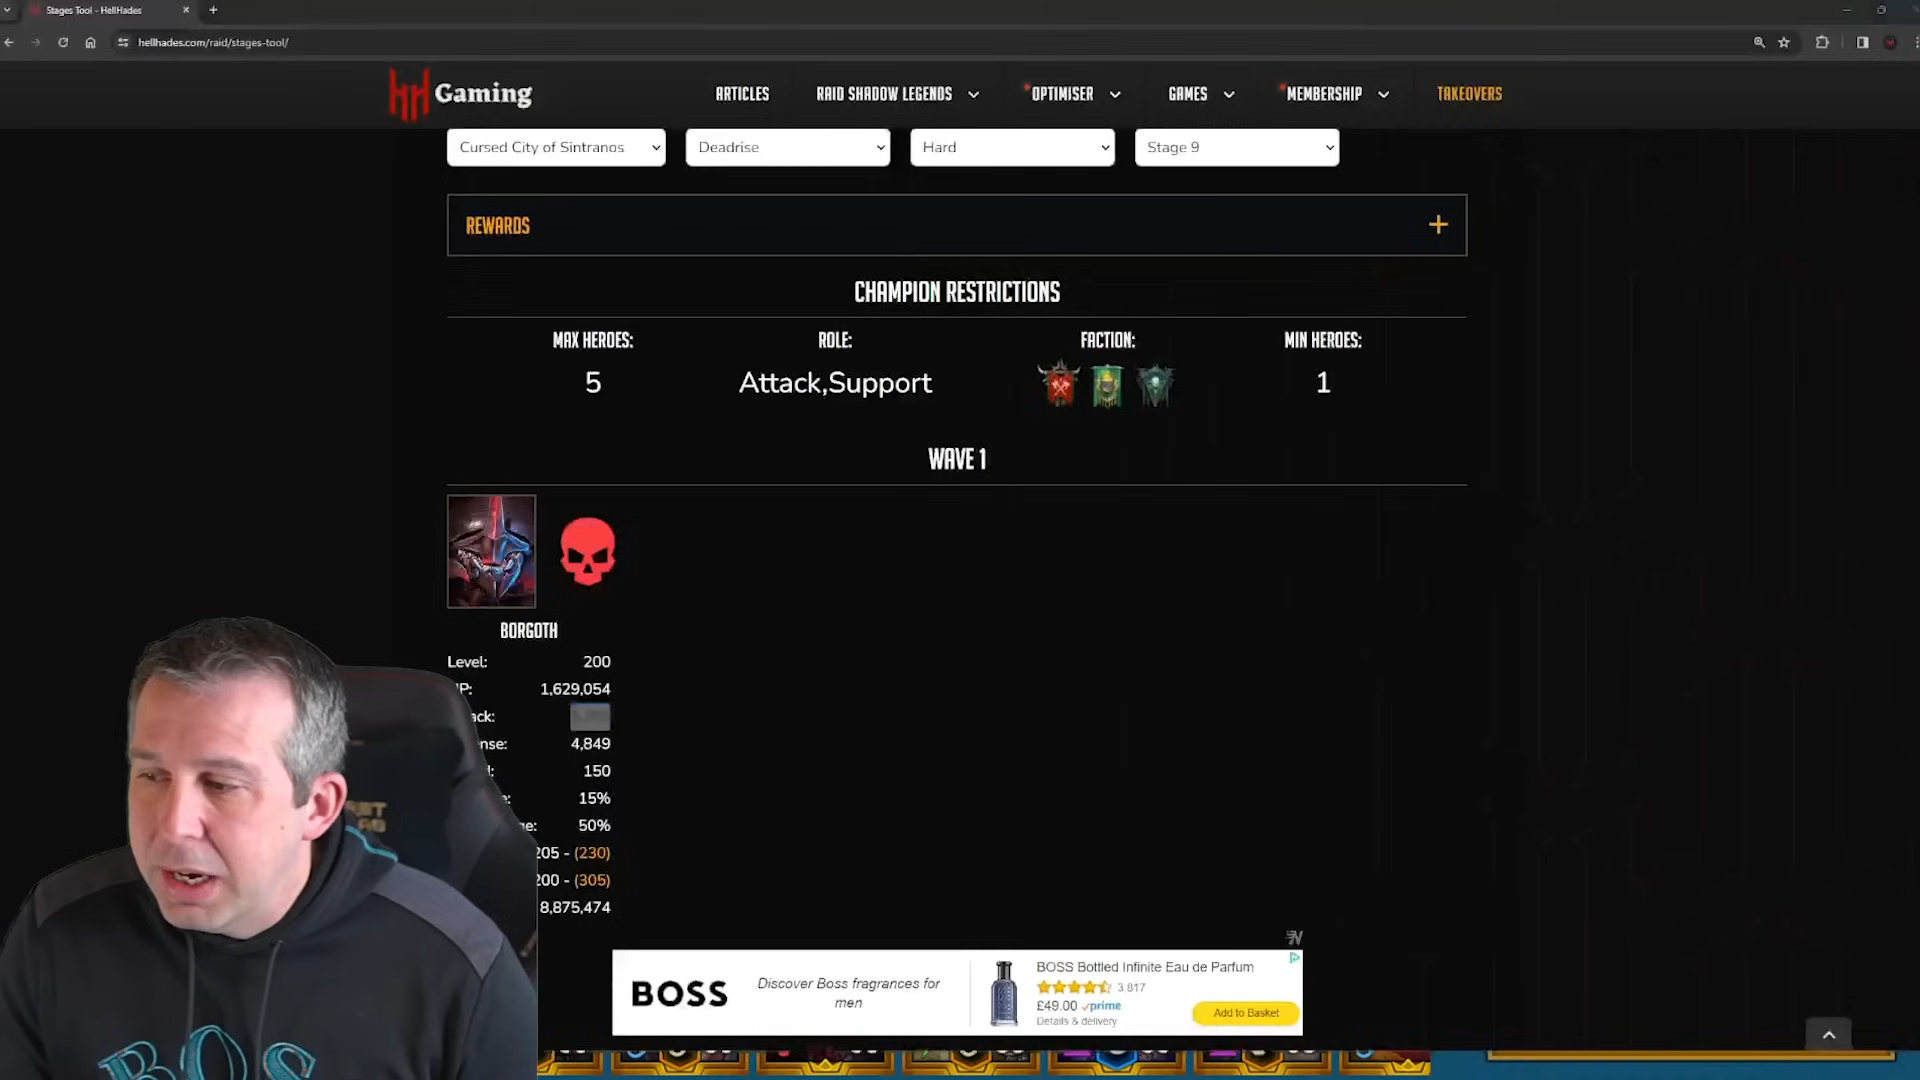 Stages Tool - HellHades
hellhades.com/raid/stages-tool/
Gaming
ARTICLES
RAID SHADOW LEGENDS
OPTIMISER
GAMES
MEMBERSHIP
TAKEOVERS
Cursed City of Sintranos
Deadrise
Hard
Stage 9
REWARDS
+
CHAMPION RESTRICTIONS
MAX HEROES:
ROLE:
FACTION:
MIN HEROES:
5
Attack,Support
1
WAVE 1
BORGOTH
Level: 200
P: 1,629,054
ack:
nse: 4,849
: 150
e: 15%
ge: 50%
205 - (230)
200 - (305)
8,875,474
BOSS
Discover Boss fragrances for
men
BOSS Bottled Infinite Eau de Parfum
3 817
£49.00 prime
Details & delivery
Add to Basket
BOS